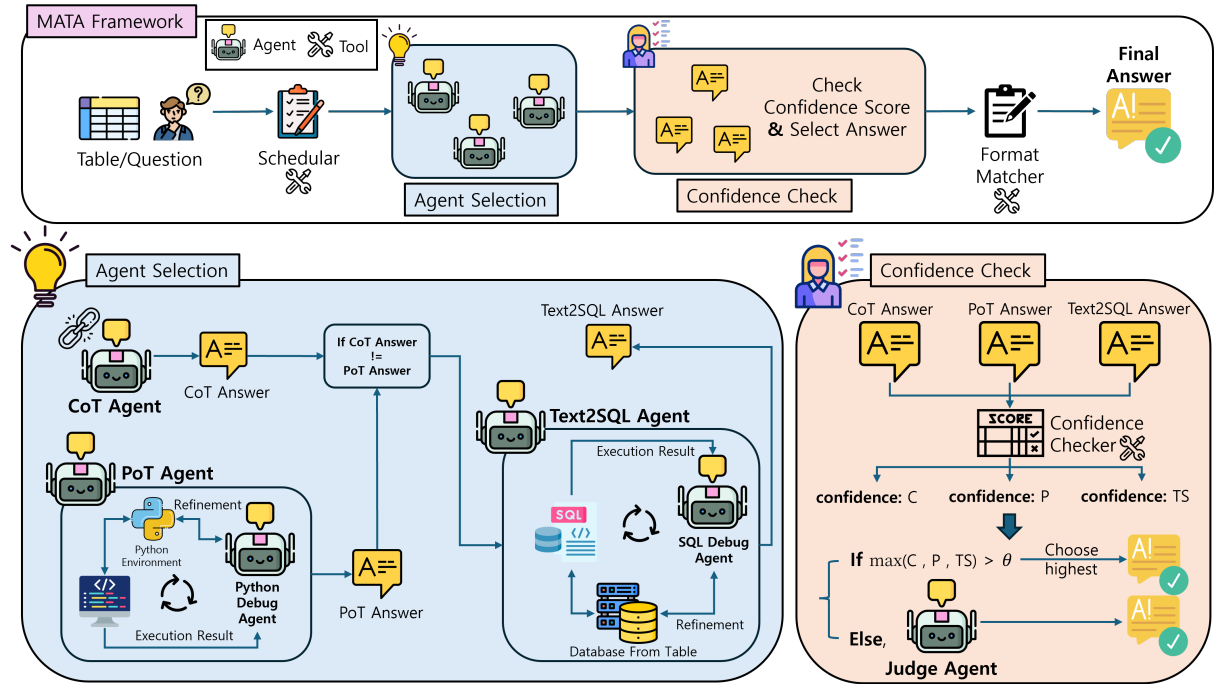 MATA Framework
Agent
Tool
Table/Question
Schedular
Agent Selection
Check
Confidence Score
& Select Answer
Confidence Check
Format
Matcher
Final
Answer
A!
Agent Selection
CoT Agent
CoT Answer
If CoT Answer
!=
PoT Answer
PoT Agent
Refinement
Python
Environment
Python
Debug
Agent
Execution Result
PoT Answer
Text2SQL Answer
Text2SQL Agent
Execution Result
SQL
SQL Debug
Agent
Refinement
Database From Table
Confidence Check
CoT Answer
PoT Answer
Text2SQL Answer
SCORE
Confidence
Checker
confidence: C
confidence: P
confidence: TS
If max(C , P , TS) > θ
Choose
highest
A!
Else,
Judge Agent
A!